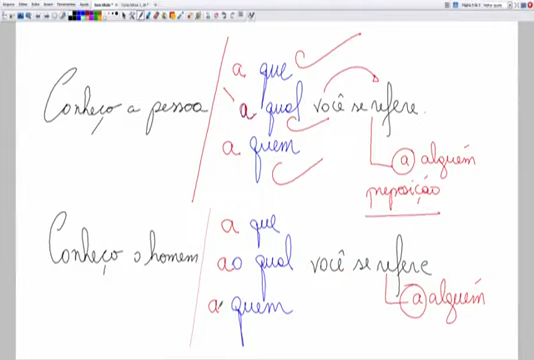 a que
Conheço a pessoa a qual você se refere.
a quem
a alguém
preposição
a que
Conheço o homem ao qual você se refere
a quem
a alguém